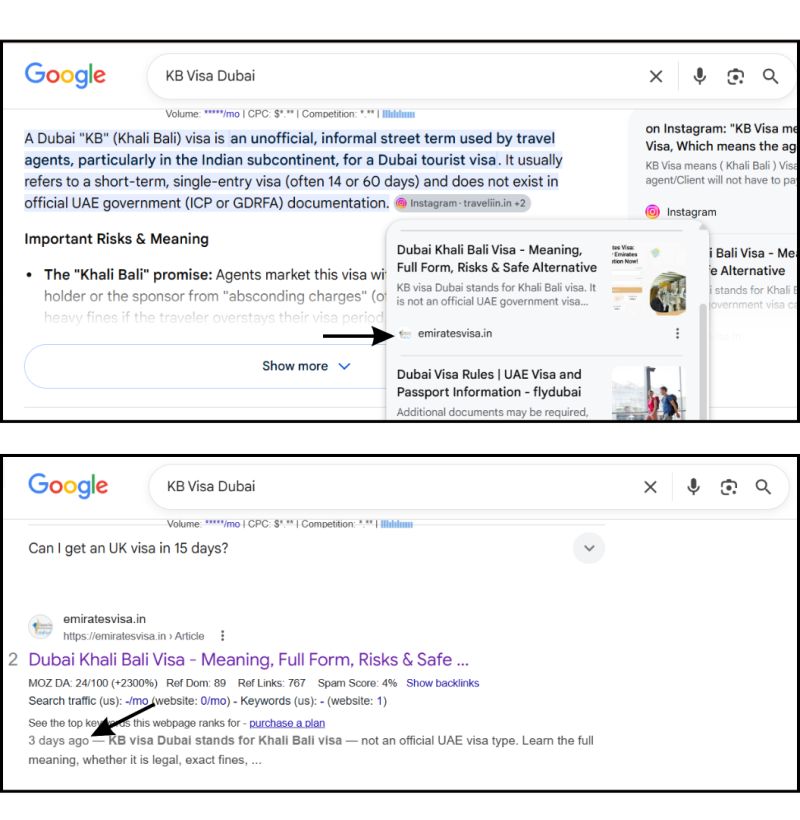 Google
KB Visa Dubai
Volume: *****/mo | CPC: $*.** | Competition: *.** |
A Dubai "KB" (Khali Bali) visa is an unofficial, informal street term used by travel
agents, particularly in the Indian subcontinent, for a Dubai tourist visa. It usually
refers to a short-term, single-entry visa (often 14 or 60 days) and does not exist in
official UAE government (ICP or GDRFA) documentation. Instagram · traveliin.in +2
Important Risks & Meaning
• The "Khali Bali" promise: Agents market this visa wi
holder or the sponsor from "absconding charges" (o
heavy fines if the traveler overstays their visa period
Show more
Dubai Khali Bali Visa - Meaning,
Full Form, Risks & Safe Alternative
KB visa Dubai stands for Khali Bali visa. It
is not an official UAE government visa...
emiratesvisa.in
Dubai Visa Rules | UAE Visa and
Passport Information - flydubai
Additional documents may be required,
on Instagram: "KB Visa me
Visa, Which means the ag
KB Visa means ( Khali Bali ) Visa
agent/Client will not have to pa
Instagram
i Bali Visa - Mea
e Alternative
i stands for Khali B
overnment visa c
Google
KB Visa Dubai
Volume: *****/mo | CPC: $*.** | Competition: *.** |
Can I get an UK visa in 15 days?
emiratesvisa.in
https://emiratesvisa.in › Article
2 Dubai Khali Bali Visa - Meaning, Full Form, Risks & Safe ...
MOZ DA: 24/100 (+2300%) Ref Dom: 89 Ref Links: 767 Spam Score: 4% Show backlinks
Search traffic (us): -/mo (website: 0/mo) - Keywords (us): - (website: 1)
See the top keywords this webpage ranks for - purchase a plan
3 days ago — KB visa Dubai stands for Khali Bali visa — not an official UAE visa type. Learn the full
meaning, whether it is legal, exact fines, ...